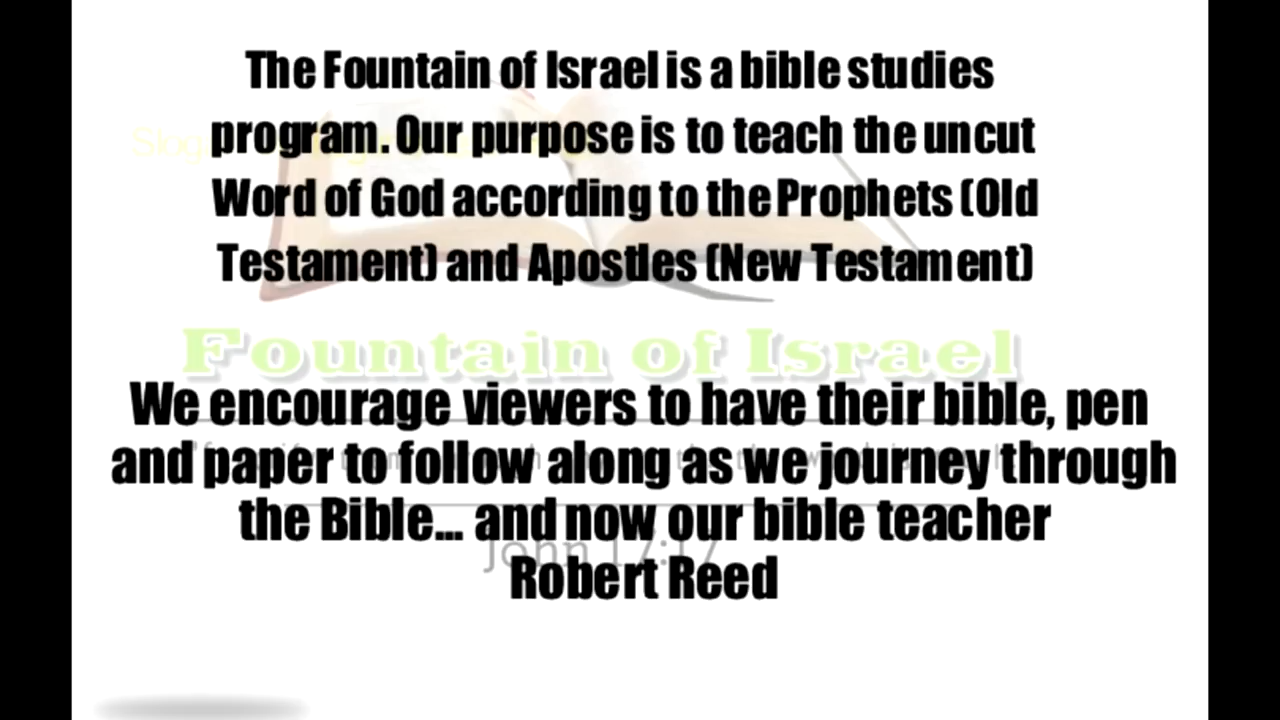 The Fountain of Israel is a bible studies
program. Our purpose is to teach the uncut
Word of God according to the Prophets (Old
Testament) and Apostles (New Testament)
Fountain of Israel
We encourage viewers to have their bible, pen
and paper to follow along as we journey through
the Bible... and now our bible teacher
John 17:17
Robert Reed